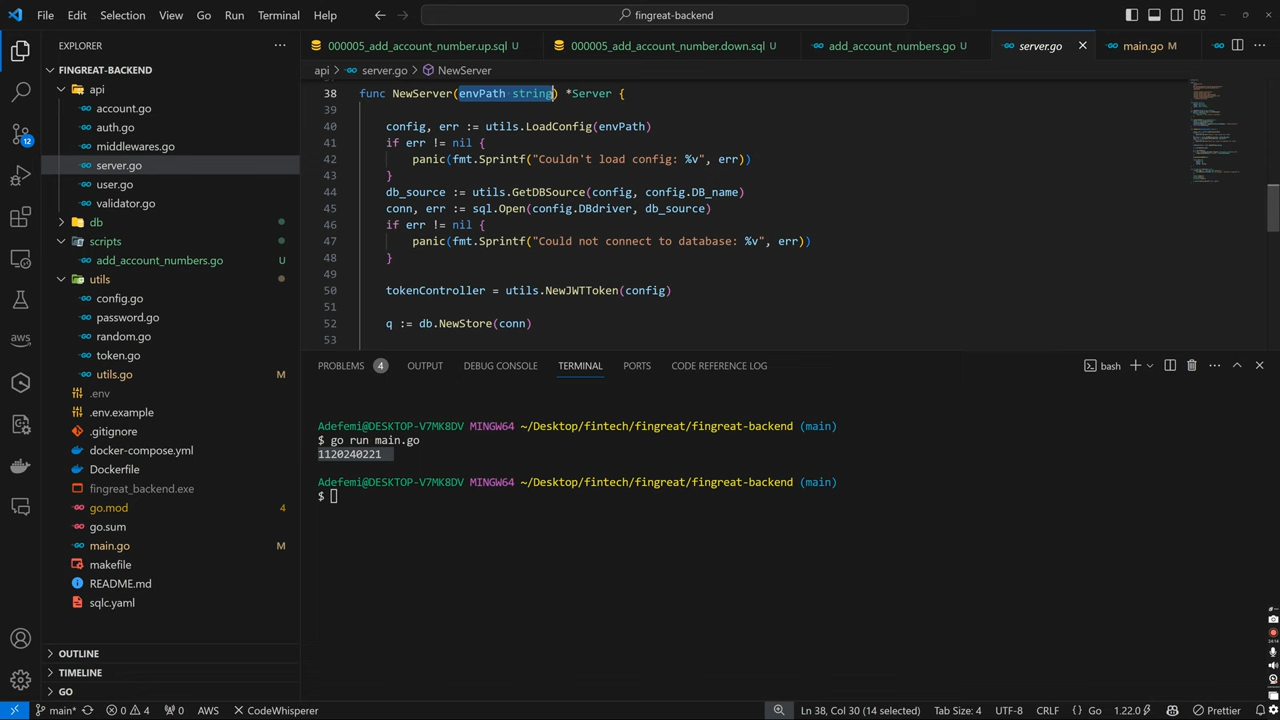 File Edit Selection View Go Run Terminal Help fingreat-backend
EXPLORER
FINGREAT-BACKEND
api
account.go
auth.go
middlewares.go
server.go
user.go
validator.go
db
scripts
add_account_numbers.go U
utils
config.go
password.go
random.go
token.go
utils.go M
.env
.env.example
.gitignore
docker-compose.yml
Dockerfile
fingreat_backend.exe
go.mod 4
go.sum
main.go M
makefile
README.md
sqlc.yaml
OUTLINE
TIMELINE
GO
12
aws
000005_add_account_number.up.sql U 000005_add_account_number.down.sql U add_account_numbers.go U server.go main.go M
api > server.go > NewServer
38 func NewServer(envPath string) *Server {
39
40 config, err := utils.LoadConfig(envPath)
41 if err != nil {
42 panic(fmt.Sprintf("Couldn't load config: %v", err))
43 }
44 db_source := utils.GetDBSource(config, config.DB_name)
45 conn, err := sql.Open(config.DBdriver, db_source)
46 if err != nil {
47 panic(fmt.Sprintf("Could not connect to database: %v", err))
48 }
49
50 tokenController = utils.NewJWTToken(config)
51
52 q := db.NewStore(conn)
53
PROBLEMS 4 OUTPUT DEBUG CONSOLE TERMINAL PORTS CODE REFERENCE LOG bash
Adefemi@DESKTOP-V7MK8DV MINGW64 ~/Desktop/fintech/fingreat/fingreat-backend (main)
$ go run main.go
1120240221
Adefemi@DESKTOP-V7MK8DV MINGW64 ~/Desktop/fintech/fingreat/fingreat-backend (main)
$
main* 0 4 0 AWS CodeWhisperer Ln 38, Col 30 (14 selected) Tab Size: 4 UTF-8 CRLF Go 1.22.0 Prettier